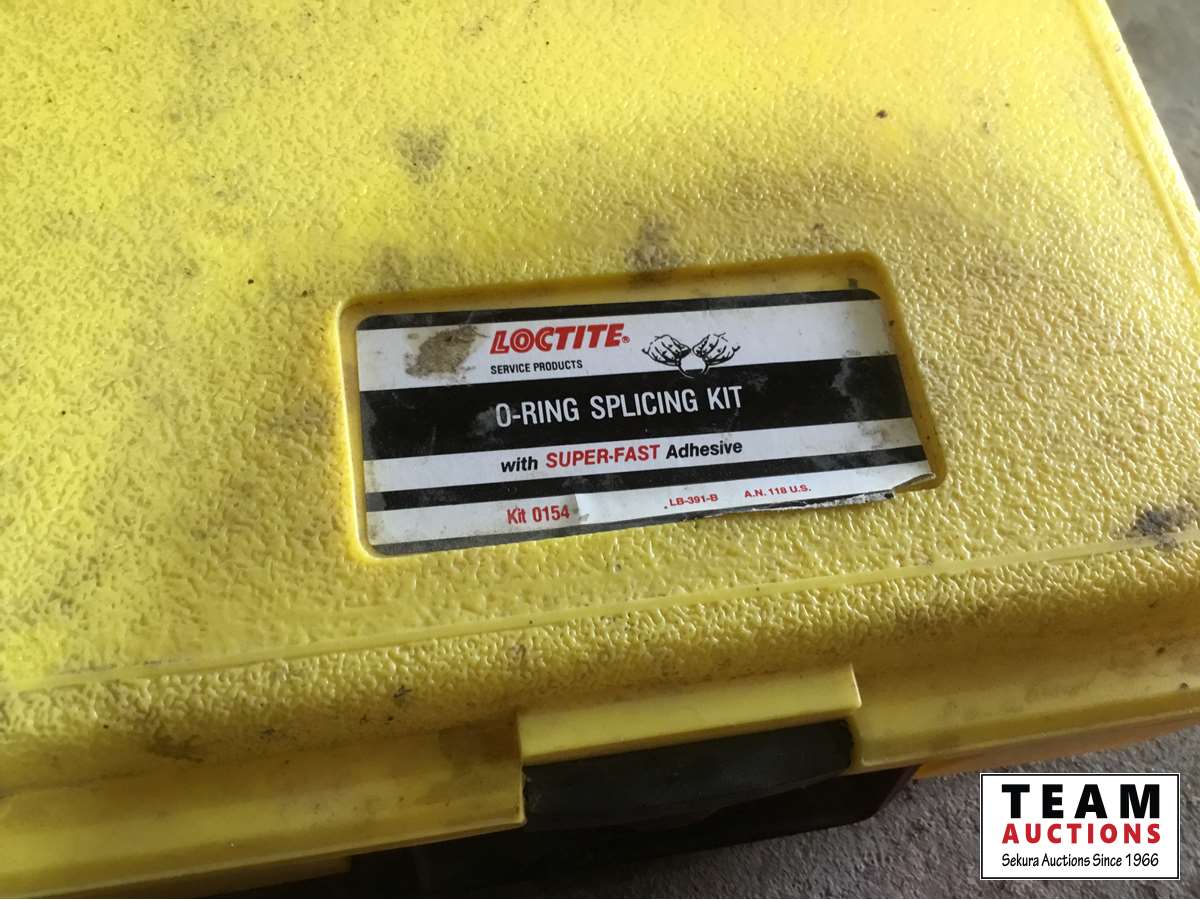 LOCTITE®
SERVICE PRODUCTS
O-RING SPLICING KIT
with SUPER-FAST Adhesive
Kit 0154 LB-391-B A.N. 118 U.S.
TEAM
AUCTIONS
Sekura Auctions Since 1966